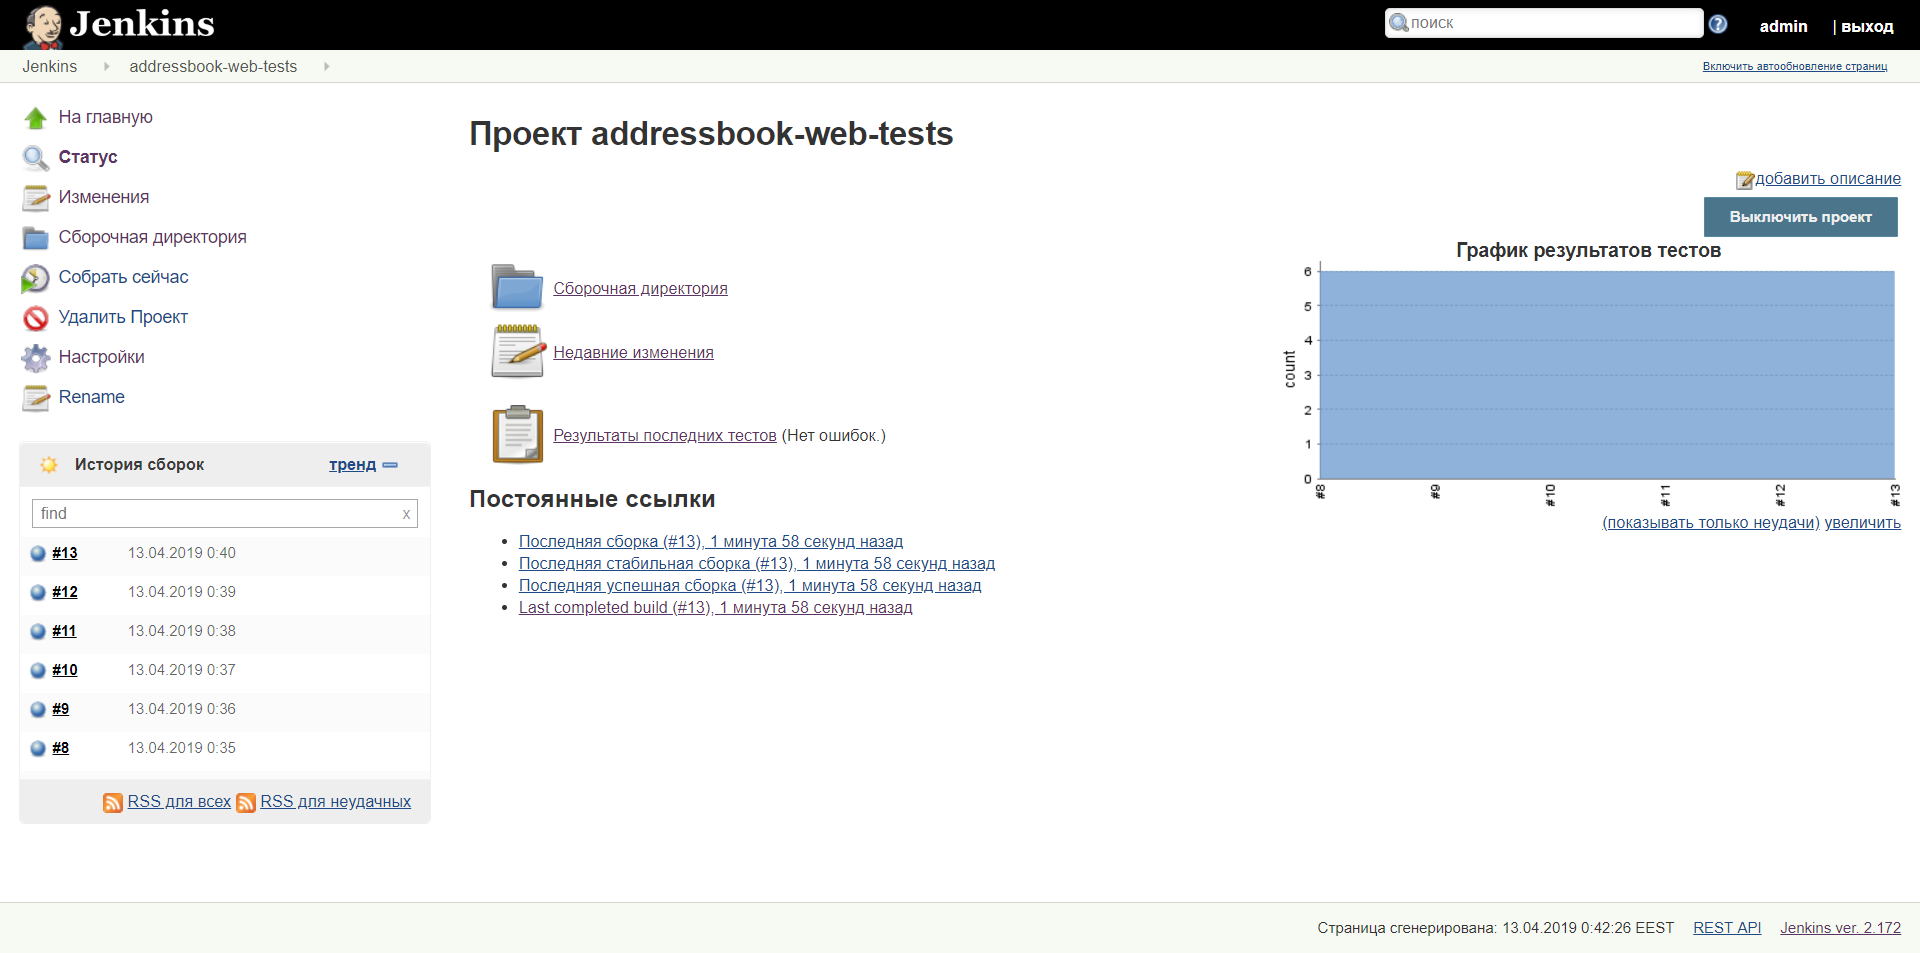 Jenkins
поиск
admin
| выход
Jenkins
addressbook-web-tests
Включить автообновление страниц
На главную
Статус
Изменения
Сборочная директория
Собрать сейчас
Удалить Проект
Настройки
Rename
История сборок
тренд
find
x
#13 13.04.2019 0:40
#12 13.04.2019 0:39
#11 13.04.2019 0:38
#10 13.04.2019 0:37
#9 13.04.2019 0:36
#8 13.04.2019 0:35
RSS для всех RSS для неудачных
Проект addressbook-web-tests
добавить описание
Выключить проект
Сборочная директория
Недавние изменения
Результаты последних тестов (Нет ошибок.)
Постоянные ссылки
Последняя сборка (#13), 1 минута 58 секунд назад
Последняя стабильная сборка (#13), 1 минута 58 секунд назад
Последняя успешная сборка (#13), 1 минута 58 секунд назад
Last completed build (#13), 1 минута 58 секунд назад
График результатов тестов
count
6
5
4
3
2
1
0
#8 #9 #10 #11 #12 #13
(показывать только неудачи) увеличить
Страница сгенерирована: 13.04.2019 0:42:26 EEST REST API Jenkins ver. 2.172